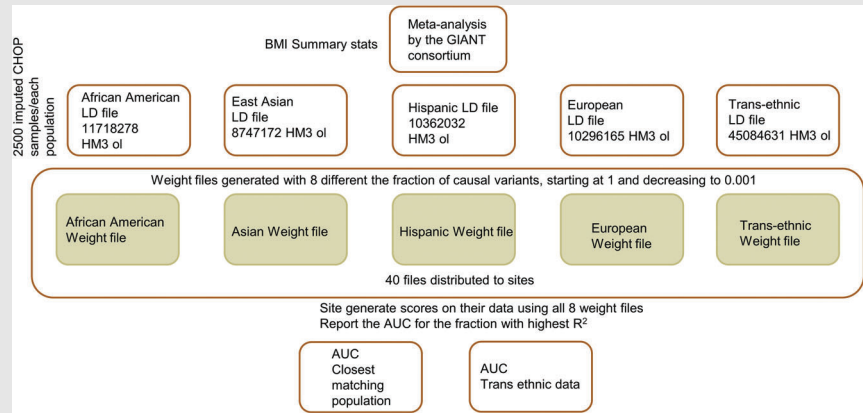 BMI Summary stats
Meta-analysis
by the GIANT
consortium
2500 imputed CHOP
samples/each
population
African American
LD file
11718278
HM3 ol
East Asian
LD file
8747172 HM3 ol
Hispanic LD file
10362032
HM3 ol
European
LD file
10296165 HM3 ol
Trans-ethnic
LD file
45084631 HM3 ol
Weight files generated with 8 different the fraction of causal variants, starting at 1 and decreasing to 0.001
African American
Weight file
Asian Weight file
Hispanic Weight file
European
Weight file
Trans-ethnic
Weight file
40 files distributed to sites
Site generate scores on their data using all 8 weight files
Report the AUC for the fraction with highest R²
AUC
Closest
matching
population
AUC
Trans ethnic data